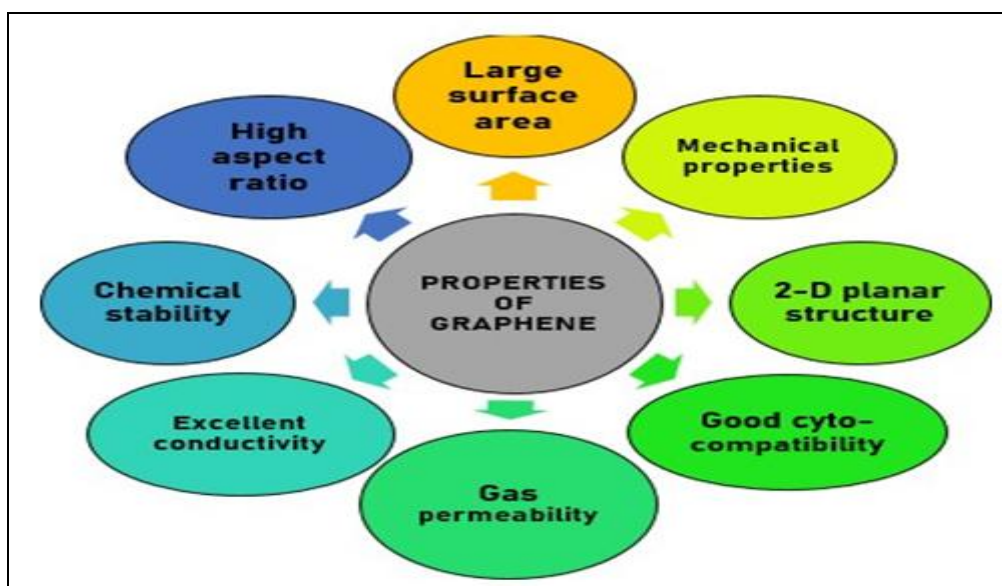 Large
surface
area
Mechanical
properties
2-D planar
structure
Good cyto-
compatibility
Gas
permeability
Excellent
conductivity
Chemical
stability
High
aspect
ratio
PROPERTIES
OF
GRAPHENE